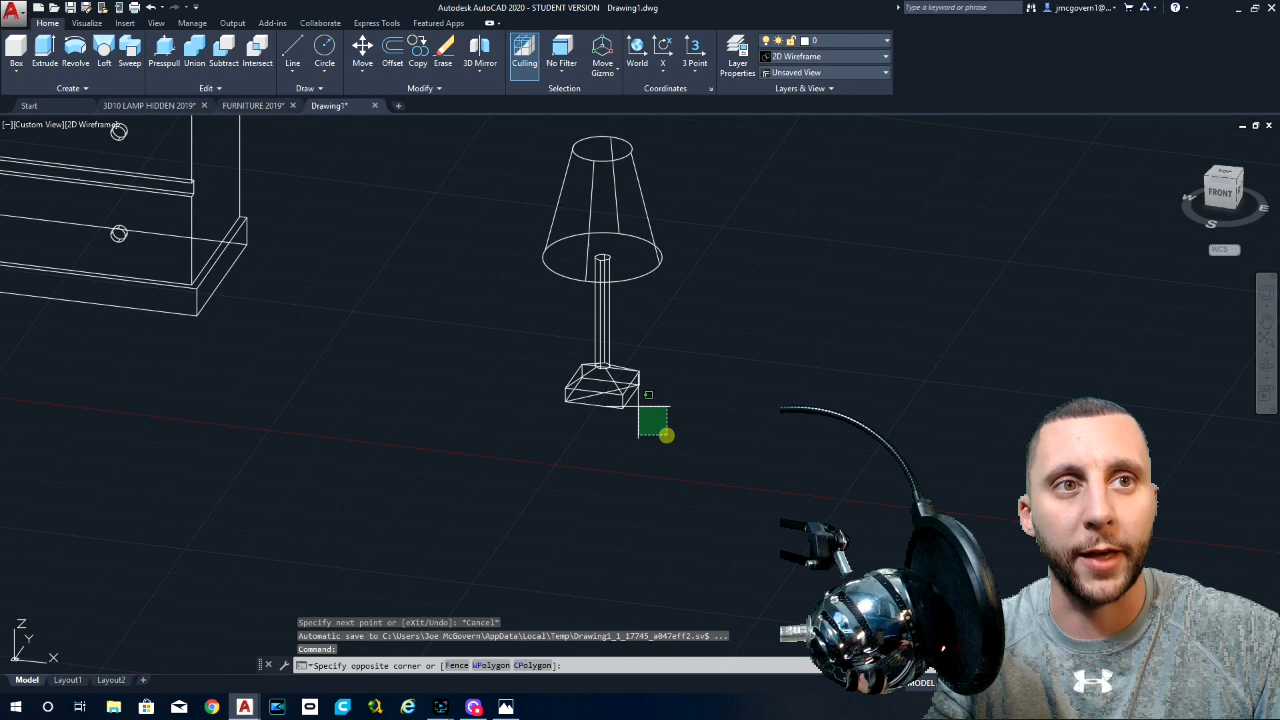 Autodesk AutoCAD 2020 - STUDENT VERSION Drawing1.dwg
Type a keyword or phrase
jmcgovern1@...
Home Visualize Insert View Manage Output Add-ins Collaborate Express Tools Featured Apps
Box Extrude Revolve Loft Sweep Presspull Union Subtract Intersect Line Circle Move Offset Copy Erase 3D Mirror Culling No Filter Move Gizmo World X 3 Point Layer Properties
0
2D Wireframe
Unsaved View
Create Edit Draw Modify Selection Coordinates Layers & View
Start 3D10 LAMP HIDDEN 2019* FURNITURE 2019* Drawing1*
[−][Custom View][2D Wireframe]
TOP
FRONT
W
S
E
WCS
Z
Y
X
Specify next point or [eXit/Undo]: *Cancel*
Automatic save to C:\Users\Joe McGovern\AppData\Local\Temp\Drawing1_1_17745_a047eff2.sv$ ...
Command:
Specify opposite corner or [Fence WPolygon CPolygon]:
Model Layout1 Layout2
MODEL